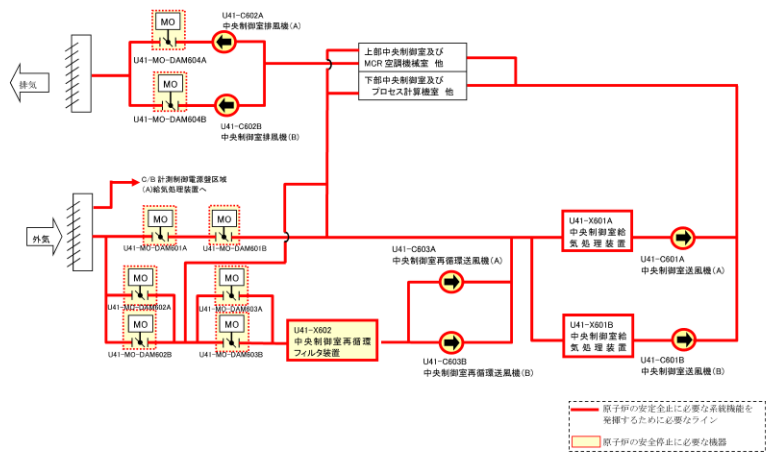 MO
U41-C602A
中央制御室排風機(A)
U41-MO-DAM604A
排気
MO
U41-MO-DAM604B
U41-C602B
中央制御室排風機(B)
上部中央制御室及び
MCR空調機械室 他
下部中央制御室及び
プロセス計算機室 他
C/B 計測制御電源盤区域
(A)給気処理装置へ
外気
MO
MO
U41-MO-DAM601A
U41-MO-DAM601B
MO
MO
U41-MO-DAM602A
U41-MO-DAM603A
MO
MO
U41-MO-DAM602B
U41-MO-DAM603B
U41-X602
中央制御室再循環
フィルタ装置
U41-C603A
中央制御室再循環送風機(A)
U41-C603B
中央制御室再循環送風機(B)
U41-X601A
中央制御室給
気処理装置
U41-C601A
中央制御室送風機(A)
U41-X601B
中央制御室給
気処理装置
U41-C601B
中央制御室送風機(B)
原子炉の安定全止に必要な系統機能を
発揮するために必要なライン
原子炉の安全停止に必要な機器